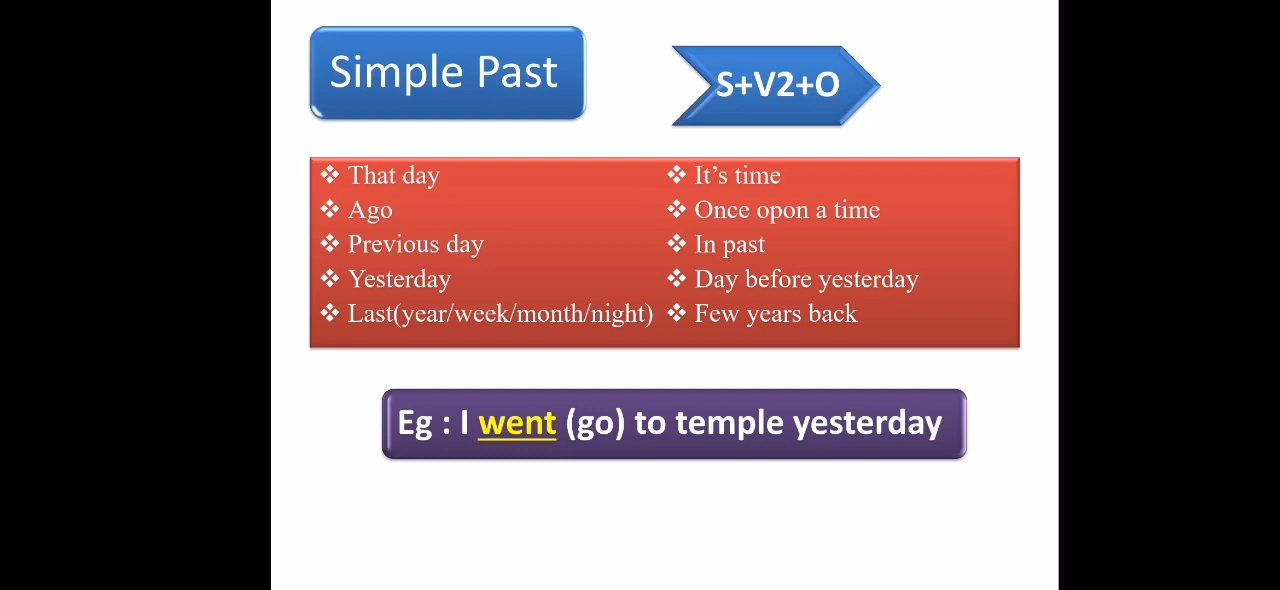 Simple Past
S+V2+O
❖ That day
❖ Ago
❖ Previous day
❖ Yesterday
❖ Last(year/week/month/night)
❖ It’s time
❖ Once opon a time
❖ In past
❖ Day before yesterday
❖ Few years back
Eg : I went (go) to temple yesterday